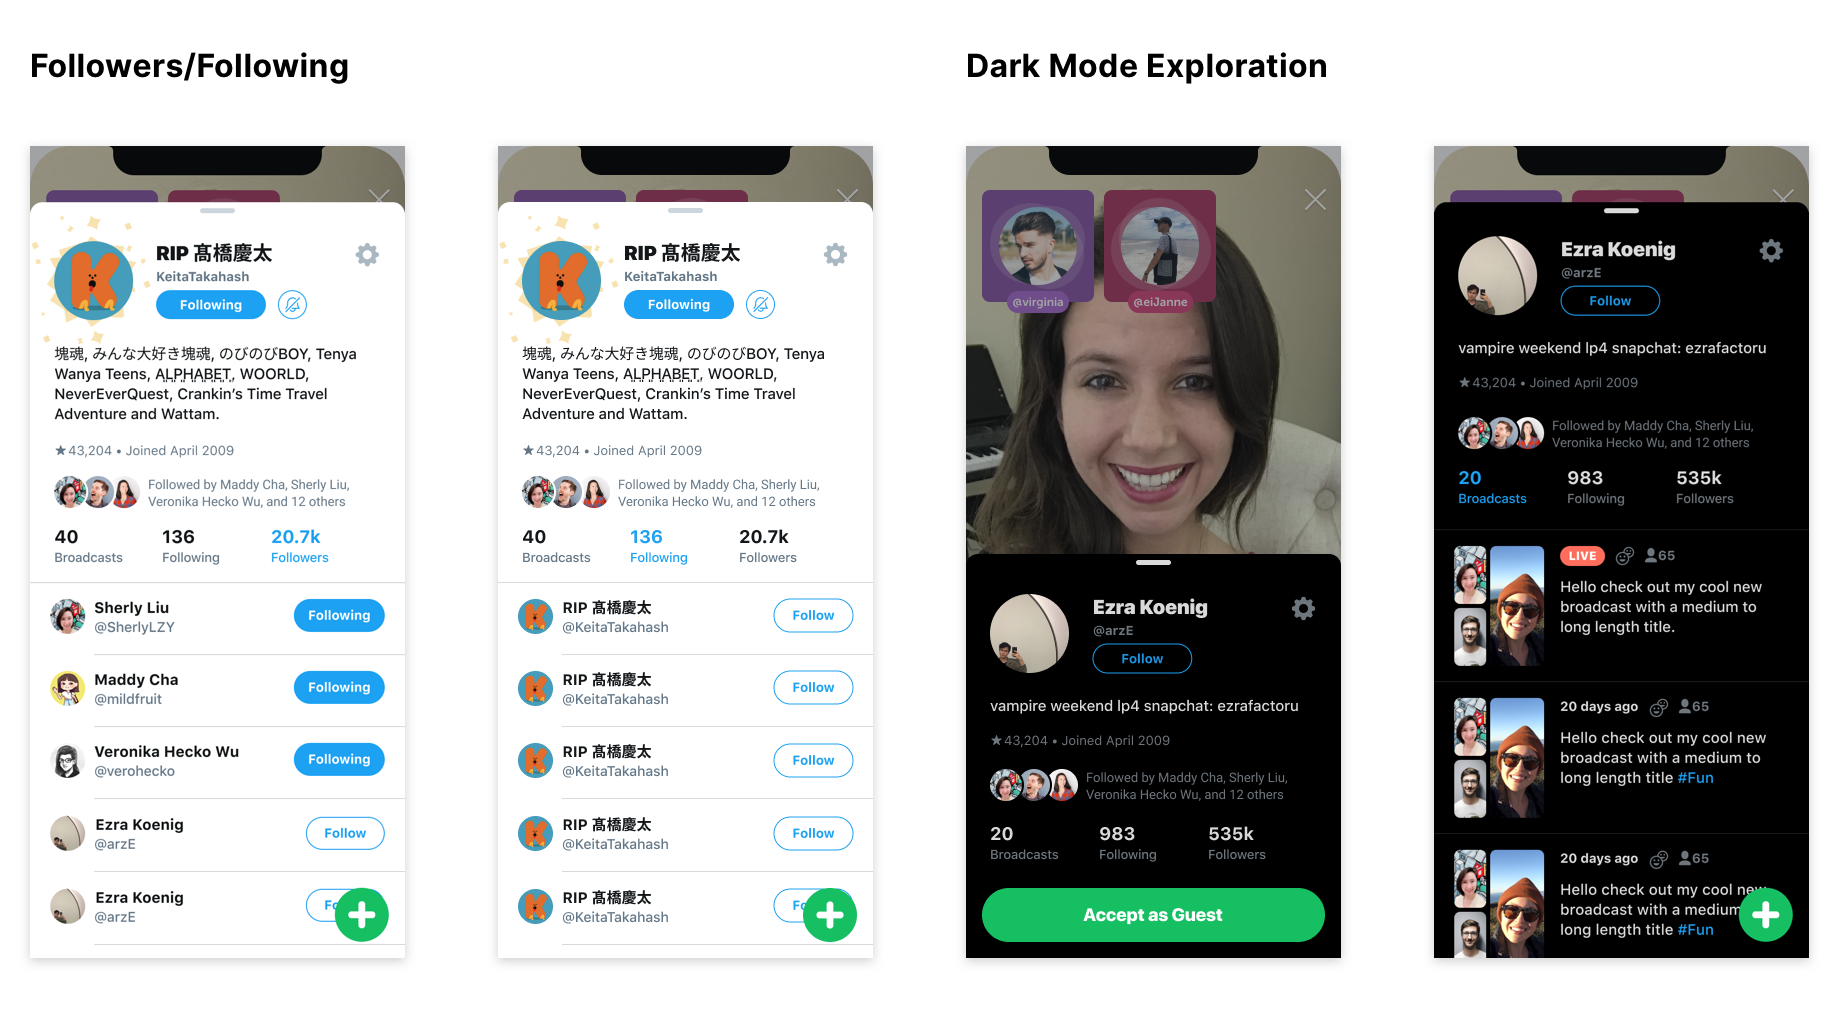 Followers/Following
RIP 髙橋慶太
KeitaTakahash
Following
塊魂, みんな大好き塊魂, のびのびBOY, Tenya
Wanya Teens, ALPHABET, WOORLD,
NeverEverQuest, Crankin's Time Travel
Adventure and Wattam.
★43,204 • Joined April 2009
Followed by Maddy Cha, Sherly Liu,
Veronika Hecko Wu, and 12 others
40 136 20.7k
Broadcasts Following Followers
Sherly Liu
@SherlyLZY
Following
Maddy Cha
@mildfruit
Following
Veronika Hecko Wu
@verohecko
Following
Ezra Koenig
@arzE
Follow
Ezra Koenig
@arzE
RIP 髙橋慶太
KeitaTakahash
Following
塊魂, みんな大好き塊魂, のびのびBOY, Tenya
Wanya Teens, ALPHABET, WOORLD,
NeverEverQuest, Crankin's Time Travel
Adventure and Wattam.
★43,204 • Joined April 2009
Followed by Maddy Cha, Sherly Liu,
Veronika Hecko Wu, and 12 others
40 136 20.7k
Broadcasts Following Followers
RIP 髙橋慶太
@KeitaTakahash
Follow
RIP 髙橋慶太
@KeitaTakahash
Follow
RIP 髙橋慶太
@KeitaTakahash
Follow
RIP 髙橋慶太
@KeitaTakahash
Follow
RIP 髙橋慶太
@KeitaTakahash
Dark Mode Exploration
@virginia
@eiJanne
Ezra Koenig
@arzE
Follow
vampire weekend lp4 snapchat: ezrafactoru
★43,204 • Joined April 2009
Followed by Maddy Cha, Sherly Liu,
Veronika Hecko Wu, and 12 others
20 983 535k
Broadcasts Following Followers
Accept as Guest
Ezra Koenig
@arzE
Follow
vampire weekend lp4 snapchat: ezrafactoru
★43,204 • Joined April 2009
Followed by Maddy Cha, Sherly Liu,
Veronika Hecko Wu, and 12 others
20 983 535k
Broadcasts Following Followers
LIVE 65
Hello check out my cool new
broadcast with a medium to
long length title.
20 days ago 65
Hello check out my cool new
broadcast with a medium to
long length title #Fun
20 days ago 65
Hello check out my cool new
broadcast with a medium
long length title #Fun